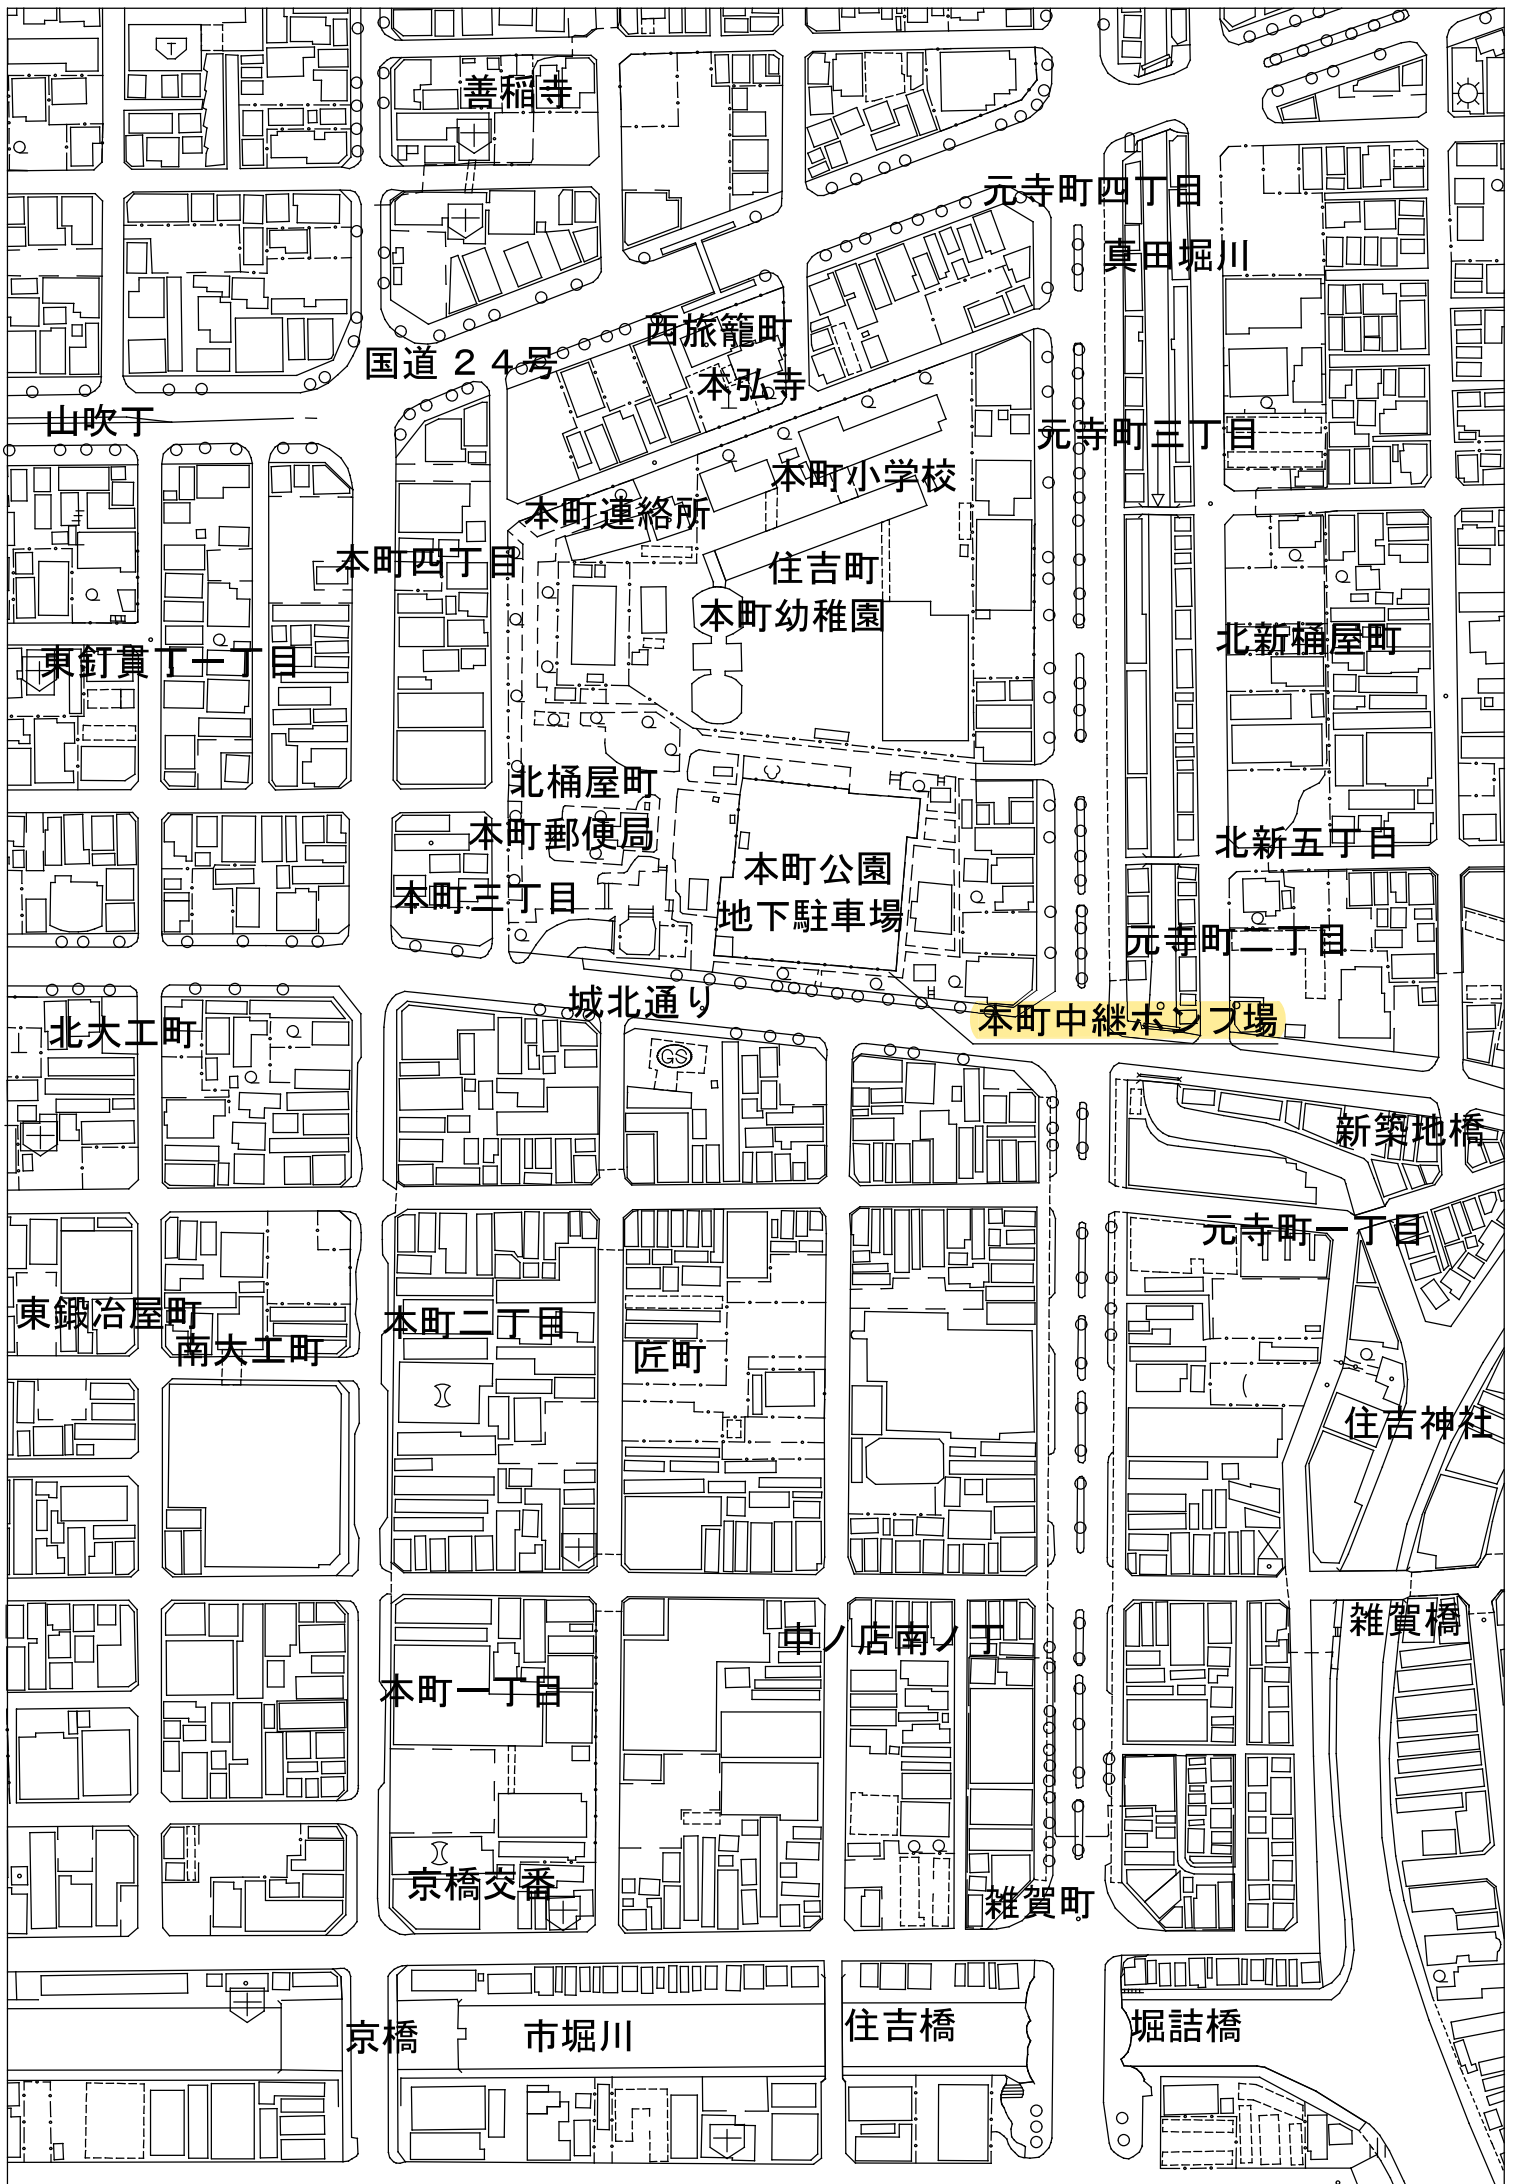 善稲寺
元寺町四丁目
真田堀川
西旅籠町
国道２４号
本弘寺
山吹丁
元寺町三丁目
本町小学校
本町連絡所
本町四丁目
住吉町
本町幼稚園
北新桶屋町
東釘貫丁一丁目
北桶屋町
本町郵便局
北新五丁目
本町公園
地下駐車場
本町三丁目
元寺町二丁目
城北通り
本町中継ポンプ場
北大工町
GS
新築地橋
元寺町一丁目
東鍛冶屋町
本町二丁目
南大工町
匠町
住吉神社
雑賀橋
中ノ店南ノ丁
本町一丁目
京橋交番
雑賀町
京橋
市堀川
住吉橋
堀詰橋